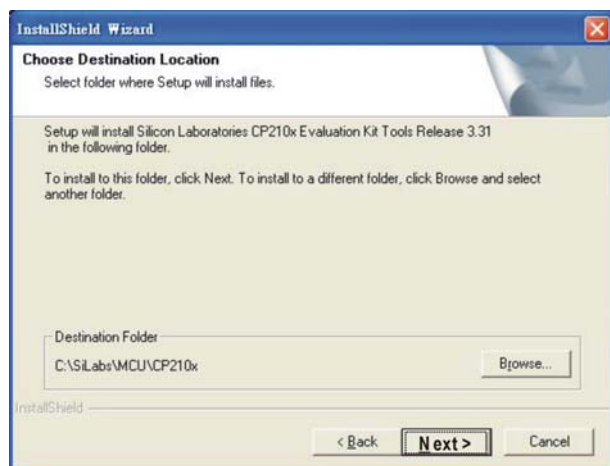 InstallShield Wizard
Choose Destination Location
Select folder where Setup will install files.
Setup will install Silicon Laboratories CP210x Evaluation Kit Tools Release 3.31
in the following folder.
To install to this folder, click Next. To install to a different folder, click Browse and select
another folder.
Destination Folder
C:\SiLabs\MCU\CP210x
Browse...
InstallShield
< Back
Next >
Cancel